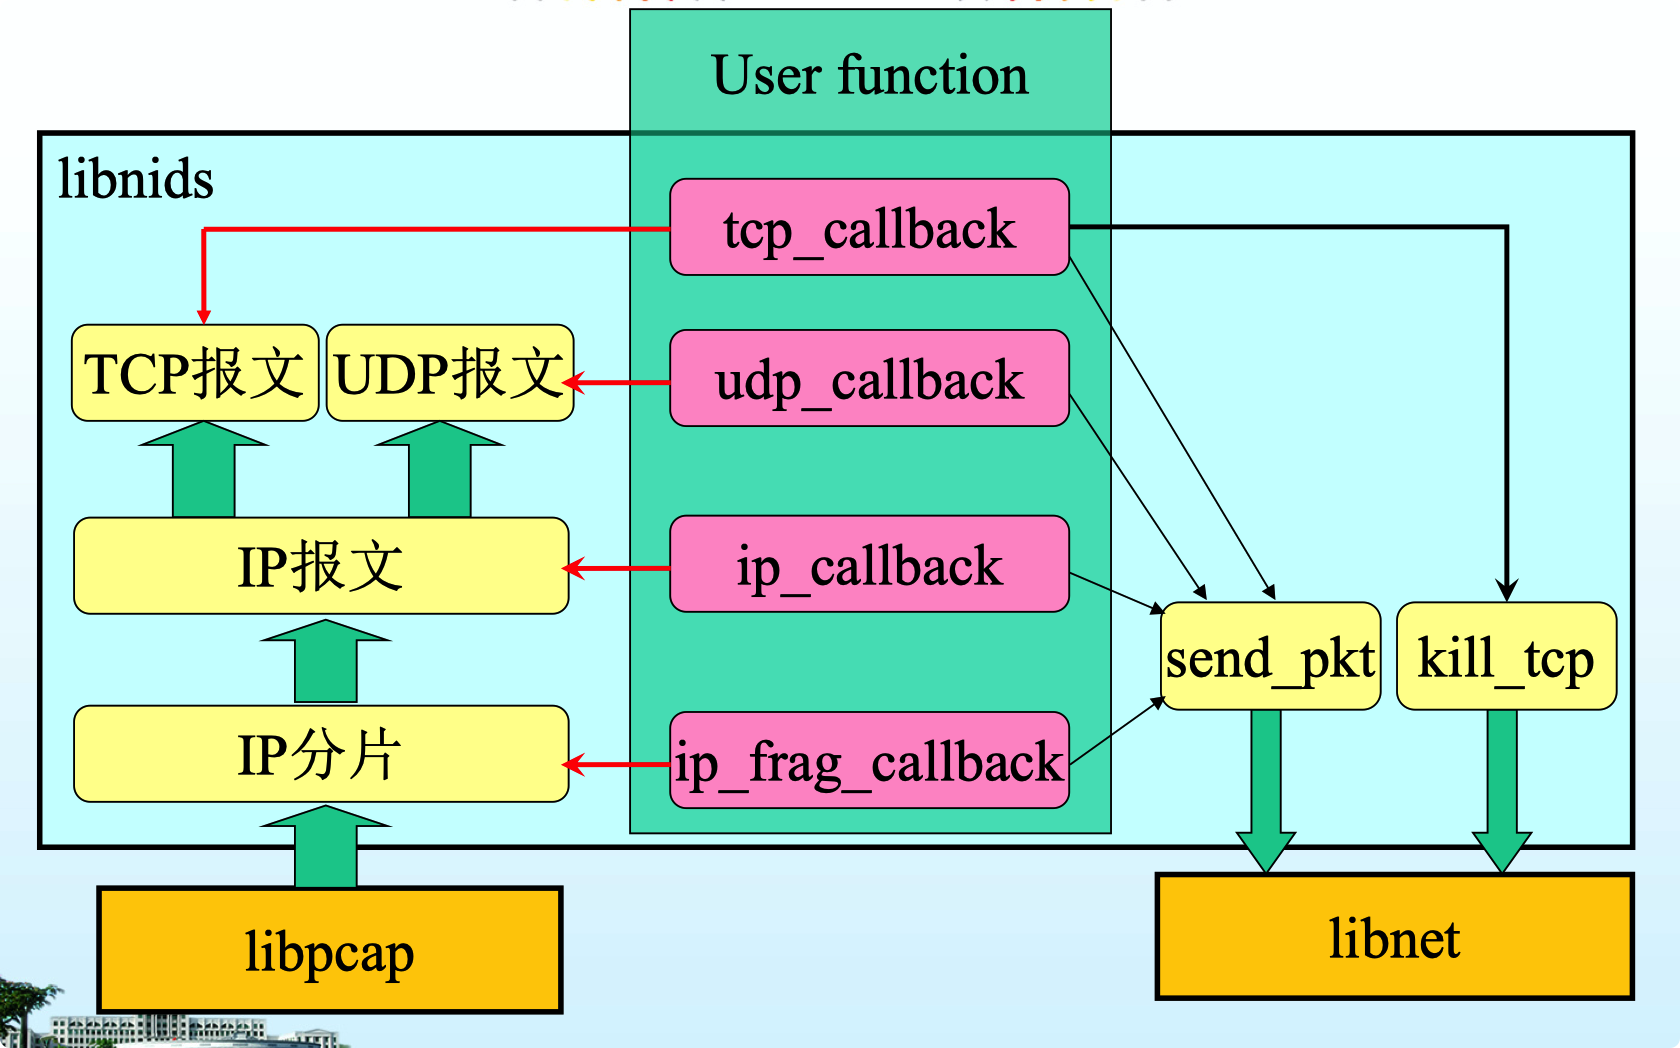 User function
libnids
tcp_callback
TCP报文
UDP报文
udp_callback
IP报文
ip_callback
send_pkt
kill_tcp
IP分片
ip_frag_callback
libpcap
libnet